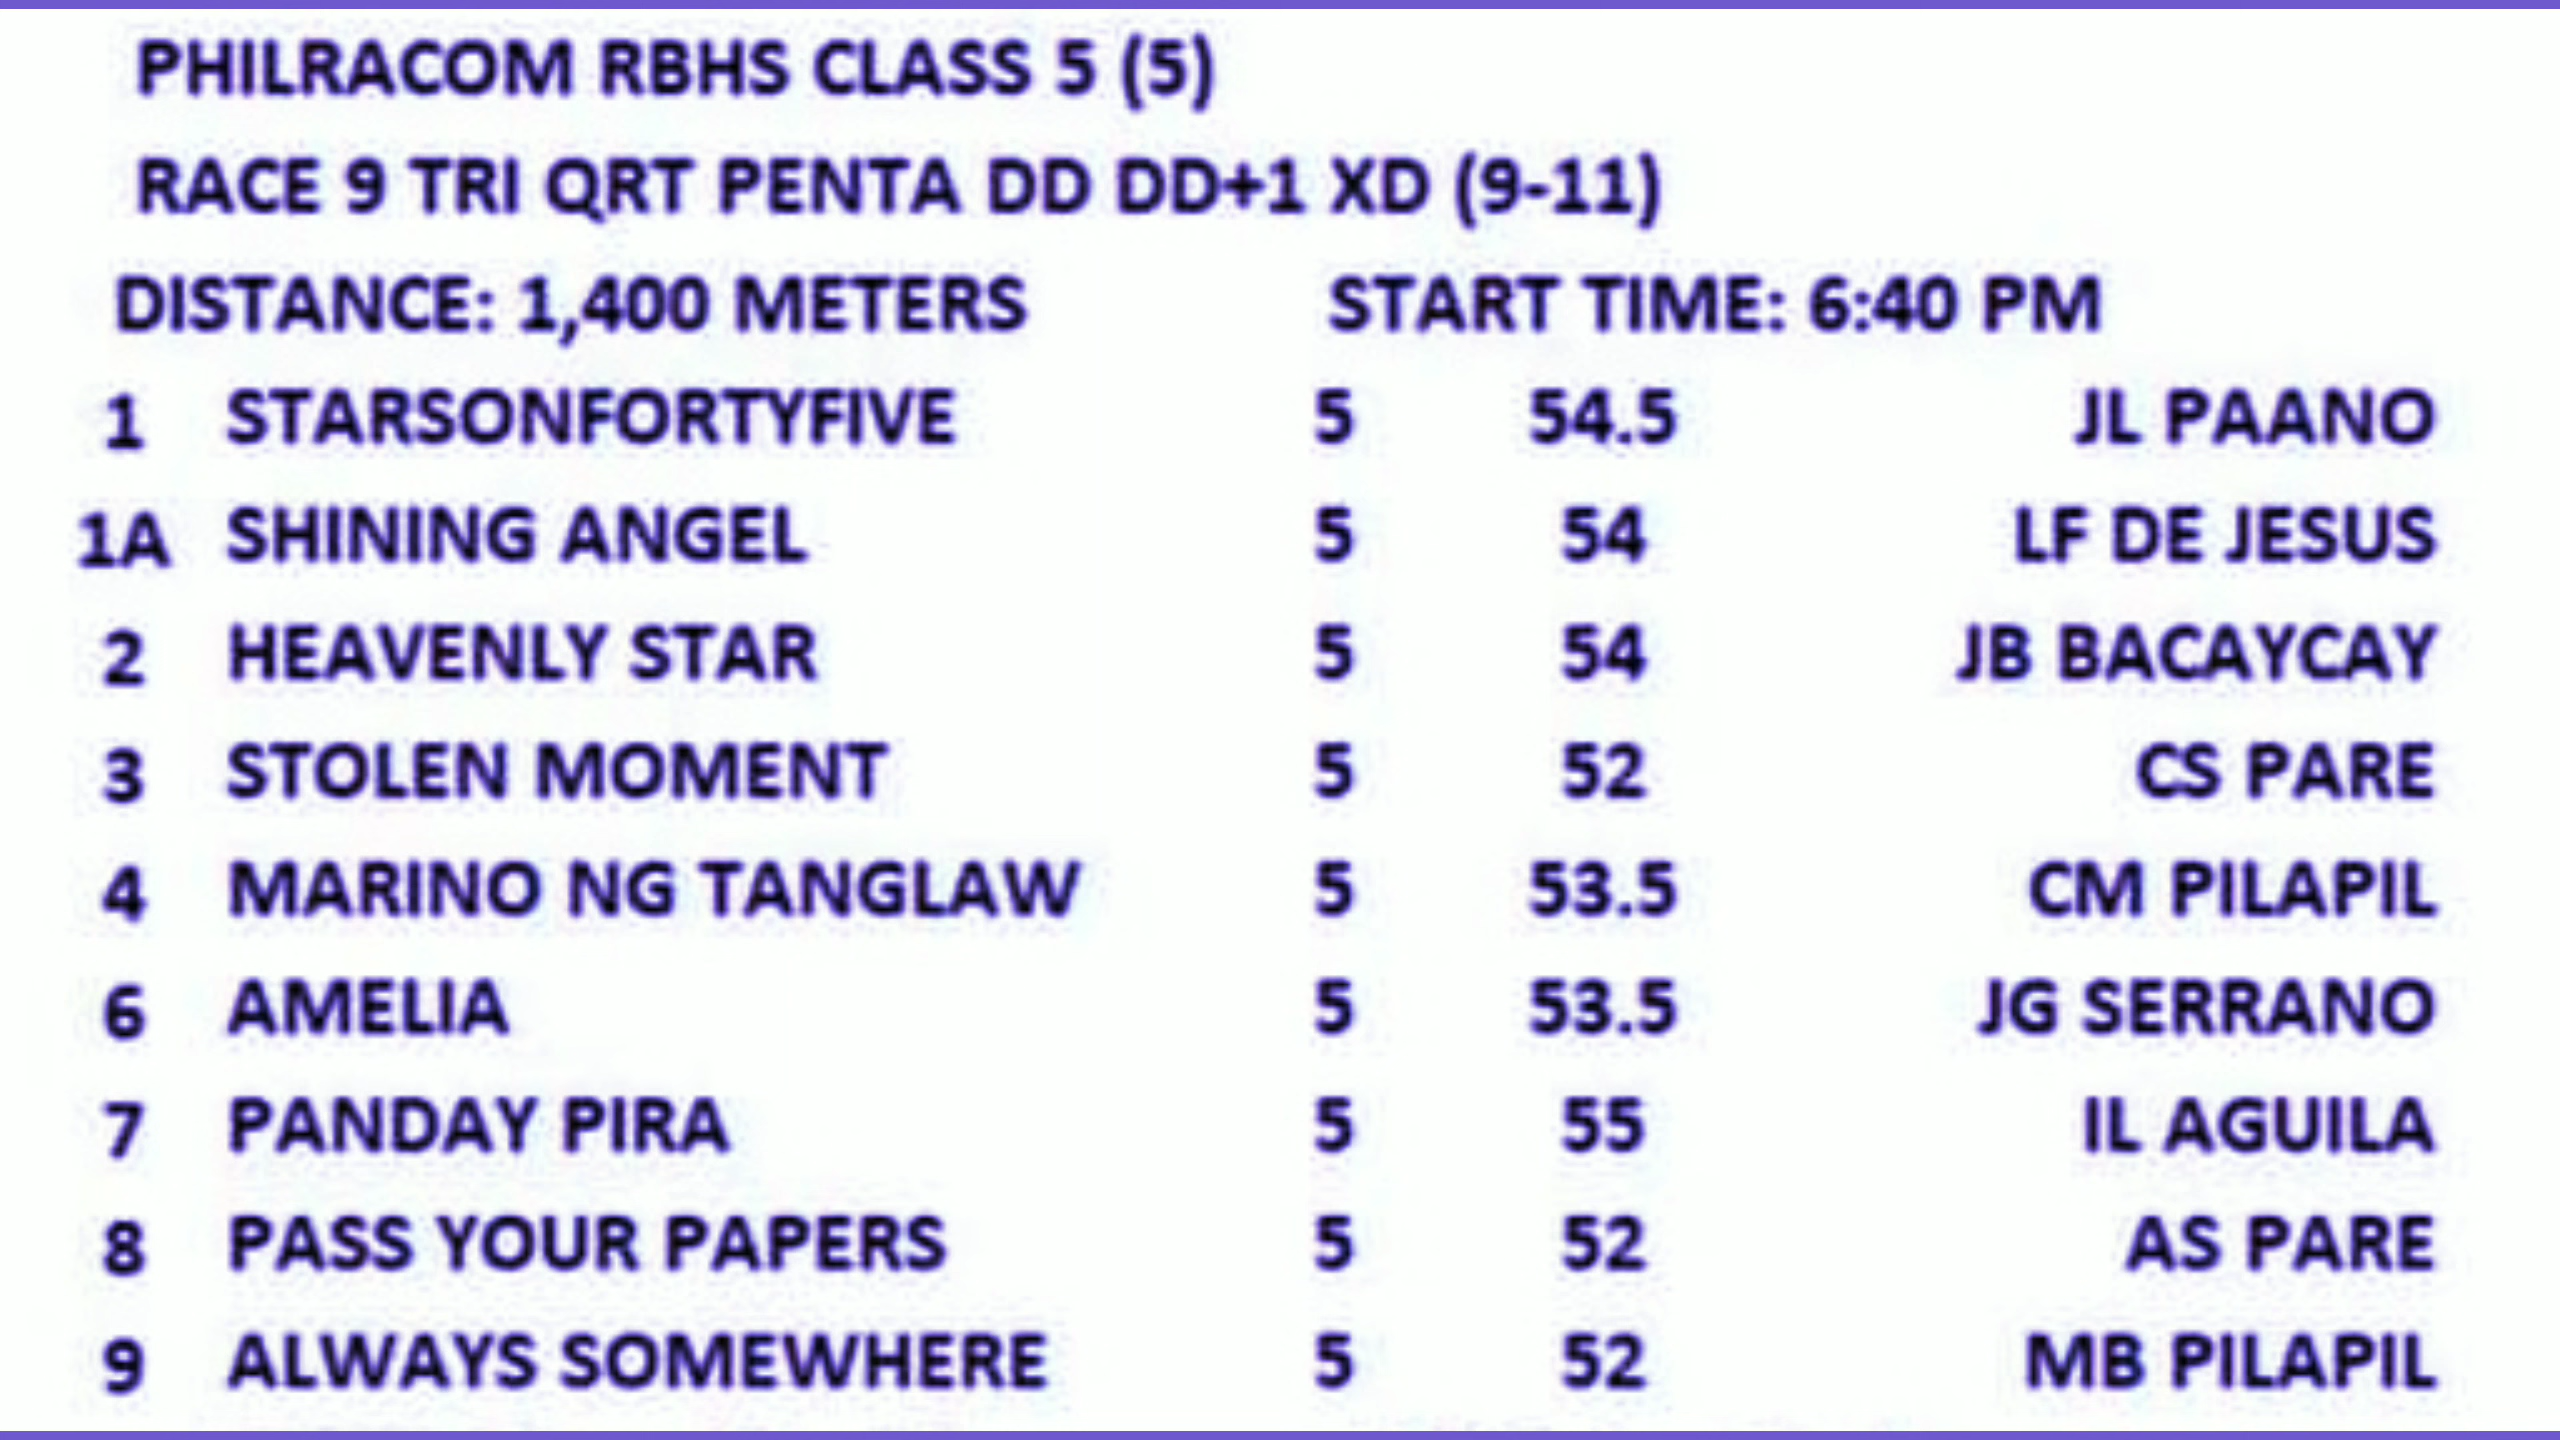 PHILRACOM RBHS CLASS 5 (5)
RACE 9 TRI QRT PENTA DD DD+1 XD (9-11)
DISTANCE: 1,400 METERS START TIME: 6:40 PM
1 STARSONFORTYFIVE 5 54.5 JL PAANO
1A SHINING ANGEL 5 54 LF DE JESUS
2 HEAVENLY STAR 5 54 JB BACAYCAY
3 STOLEN MOMENT 5 52 CS PARE
4 MARINO NG TANGLAW 5 53.5 CM PILAPIL
6 AMELIA 5 53.5 JG SERRANO
7 PANDAY PIRA 5 55 IL AGUILA
8 PASS YOUR PAPERS 5 52 AS PARE
9 ALWAYS SOMEWHERE 5 52 MB PILAPIL